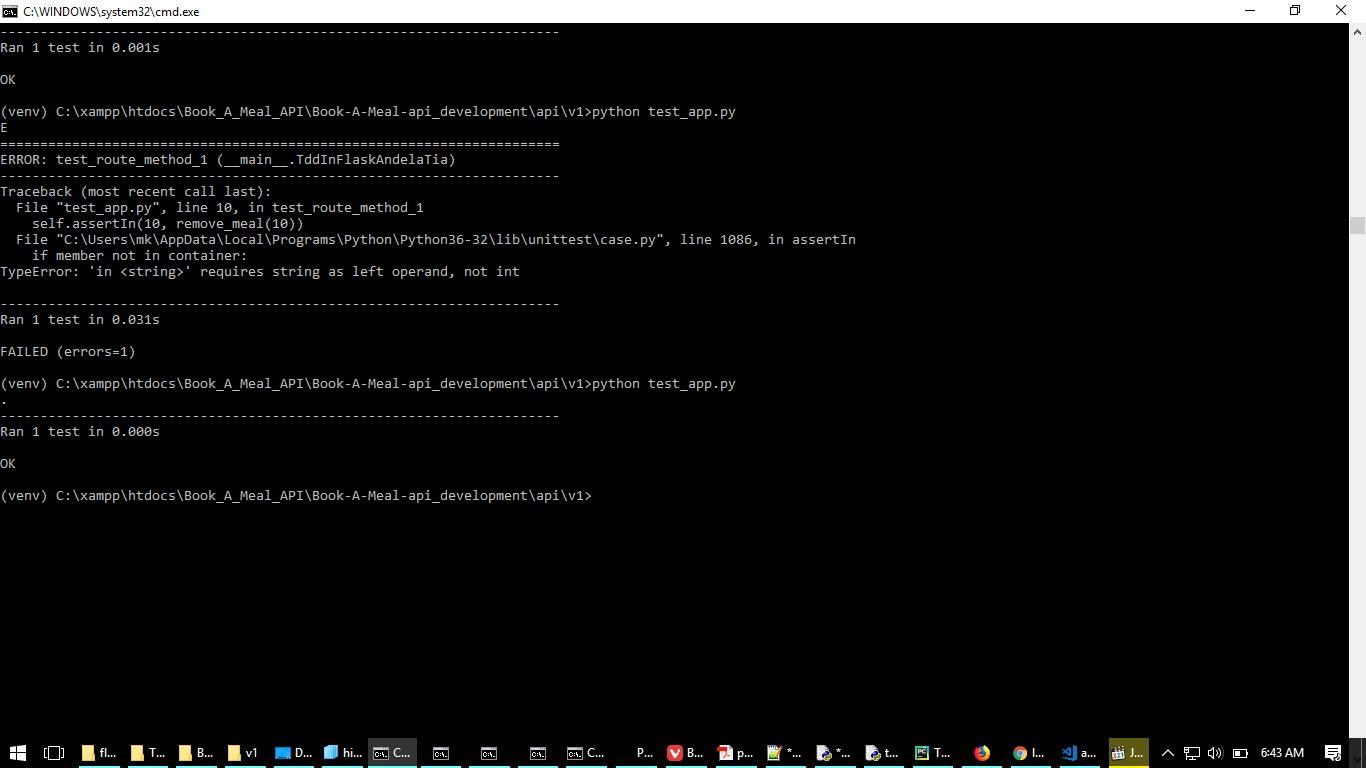 C:\WINDOWS\system32\cmd.exe
----------------------------------------------------------------------
Ran 1 test in 0.001s
OK
(venv) C:\xampp\htdocs\Book_A_Meal_API\Book-A-Meal-api_development\api\v1>python test_app.py
E
======================================================================
ERROR: test_route_method_1 (__main__.TddInFlaskAndelaTia)
----------------------------------------------------------------------
Traceback (most recent call last):
  File "test_app.py", line 10, in test_route_method_1
    self.assertIn(10, remove_meal(10))
  File "C:\Users\mk\AppData\Local\Programs\Python\Python36-32\lib\unittest\case.py", line 1086, in assertIn
    if member not in container:
TypeError: 'in <string>' requires string as left operand, not int
----------------------------------------------------------------------
Ran 1 test in 0.031s
FAILED (errors=1)
(venv) C:\xampp\htdocs\Book_A_Meal_API\Book-A-Meal-api_development\api\v1>python test_app.py
.
----------------------------------------------------------------------
Ran 1 test in 0.000s
OK
(venv) C:\xampp\htdocs\Book_A_Meal_API\Book-A-Meal-api_development\api\v1>
fl... T... B... v1 D... hi... C... C... P... B... p... *... *... t... T... I... a... J... 6:43 AM